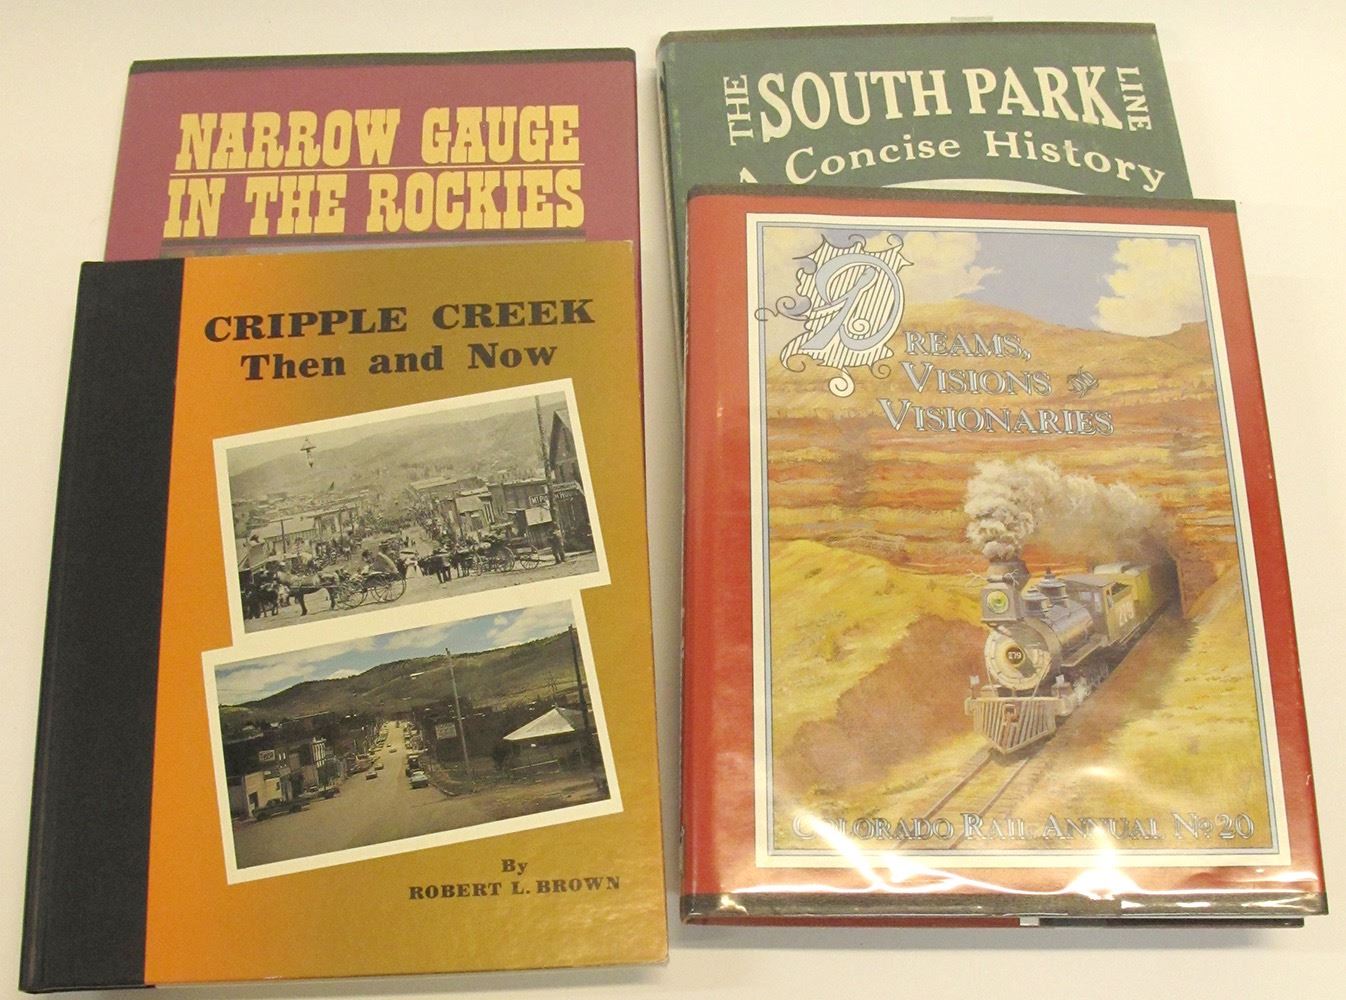 NARROW GAUGE
IN THE ROCKIES
THE
SOUTH PARK
LINE
A Concise History
CRIPPLE CREEK
Then and Now
By
ROBERT L. BROWN
DREAMS,
VISIONS AND
VISIONARIES
279
COLORADO RAIL ANNUAL No 20